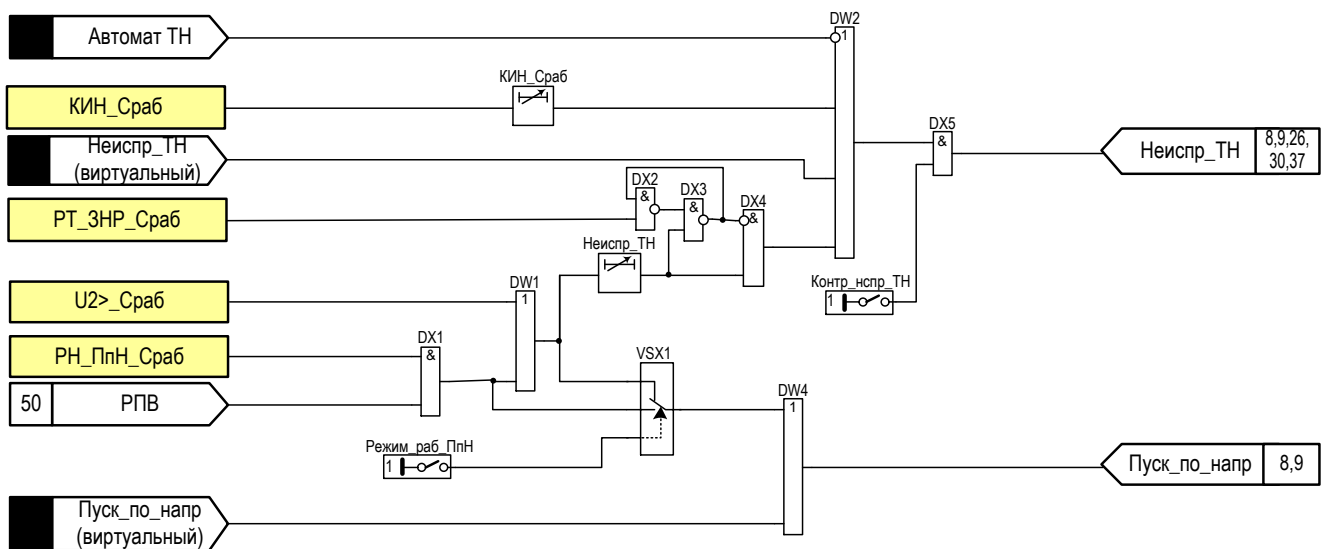 DW2
Автомат ТН
1
КИН_Сраб
КИН_Сраб
Неиспр_ТН
(виртуальный)
DX5
&
Неиспр_ТН
8,9,26,
30,37
DX2
&
DX3
&
DX4
&
РТ_ЗНР_Сраб
Неиспр_ТН
Контр_нспр_ТН
1
U2>_Сраб
DW1
1
РН_ПпН_Сраб
DX1
&
VSX1
50
РПВ
DW4
1
Режим_раб_ПпН
1
Пуск_по_напр
8,9
Пуск_по_напр
(виртуальный)